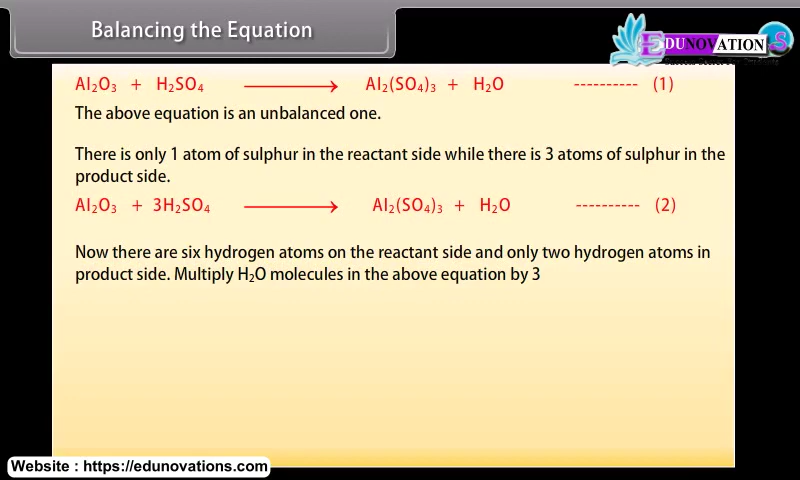 Balancing the Equation
EDUNOVATION.S
Al₂O₃ + H₂SO₄ ⟶ Al₂(SO₄)₃ + H₂O ---------- (1)
The above equation is an unbalanced one.
There is only 1 atom of sulphur in the reactant side while there is 3 atoms of sulphur in the
product side.
Al₂O₃ + 3H₂SO₄ ⟶ Al₂(SO₄)₃ + H₂O ---------- (2)
Now there are six hydrogen atoms on the reactant side and only two hydrogen atoms in
product side. Multiply H₂O molecules in the above equation by 3
Website : https://edunovations.com